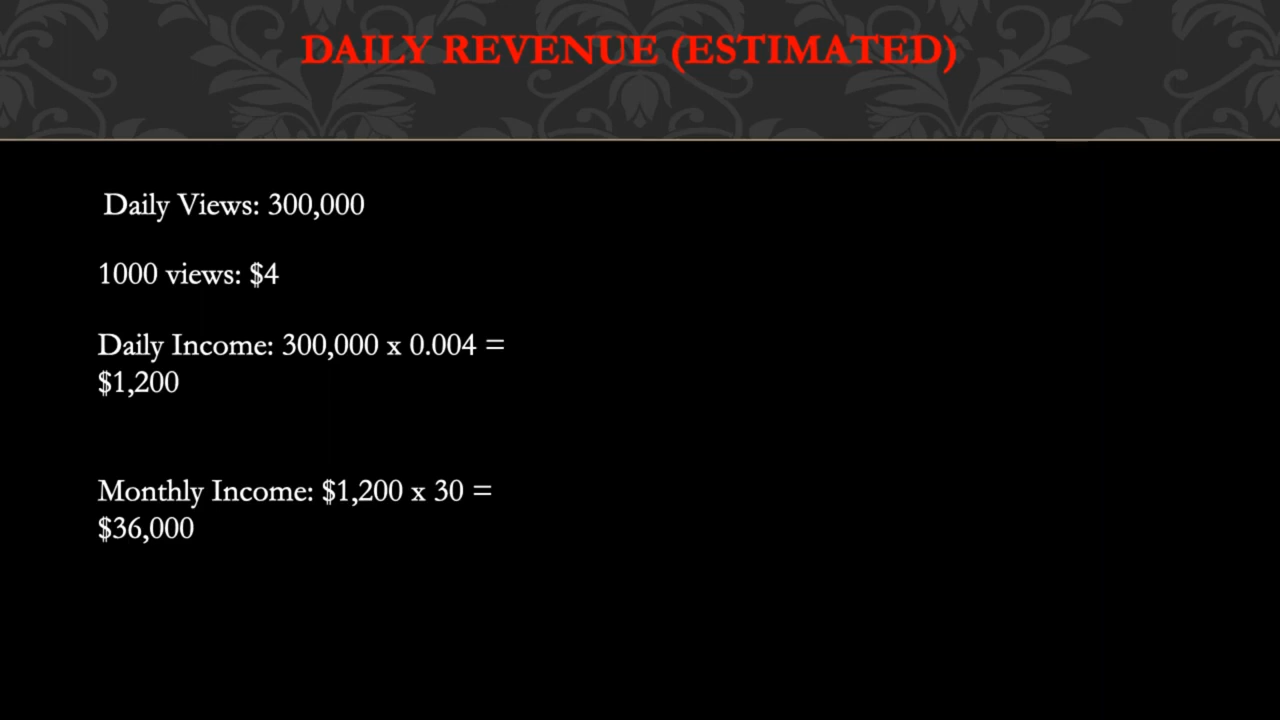 DAILY REVENUE (ESTIMATED)
Daily Views: 300,000
1000 views: $4
Daily Income: 300,000 x 0.004 =
$1,200
Monthly Income: $1,200 x 30 =
$36,000